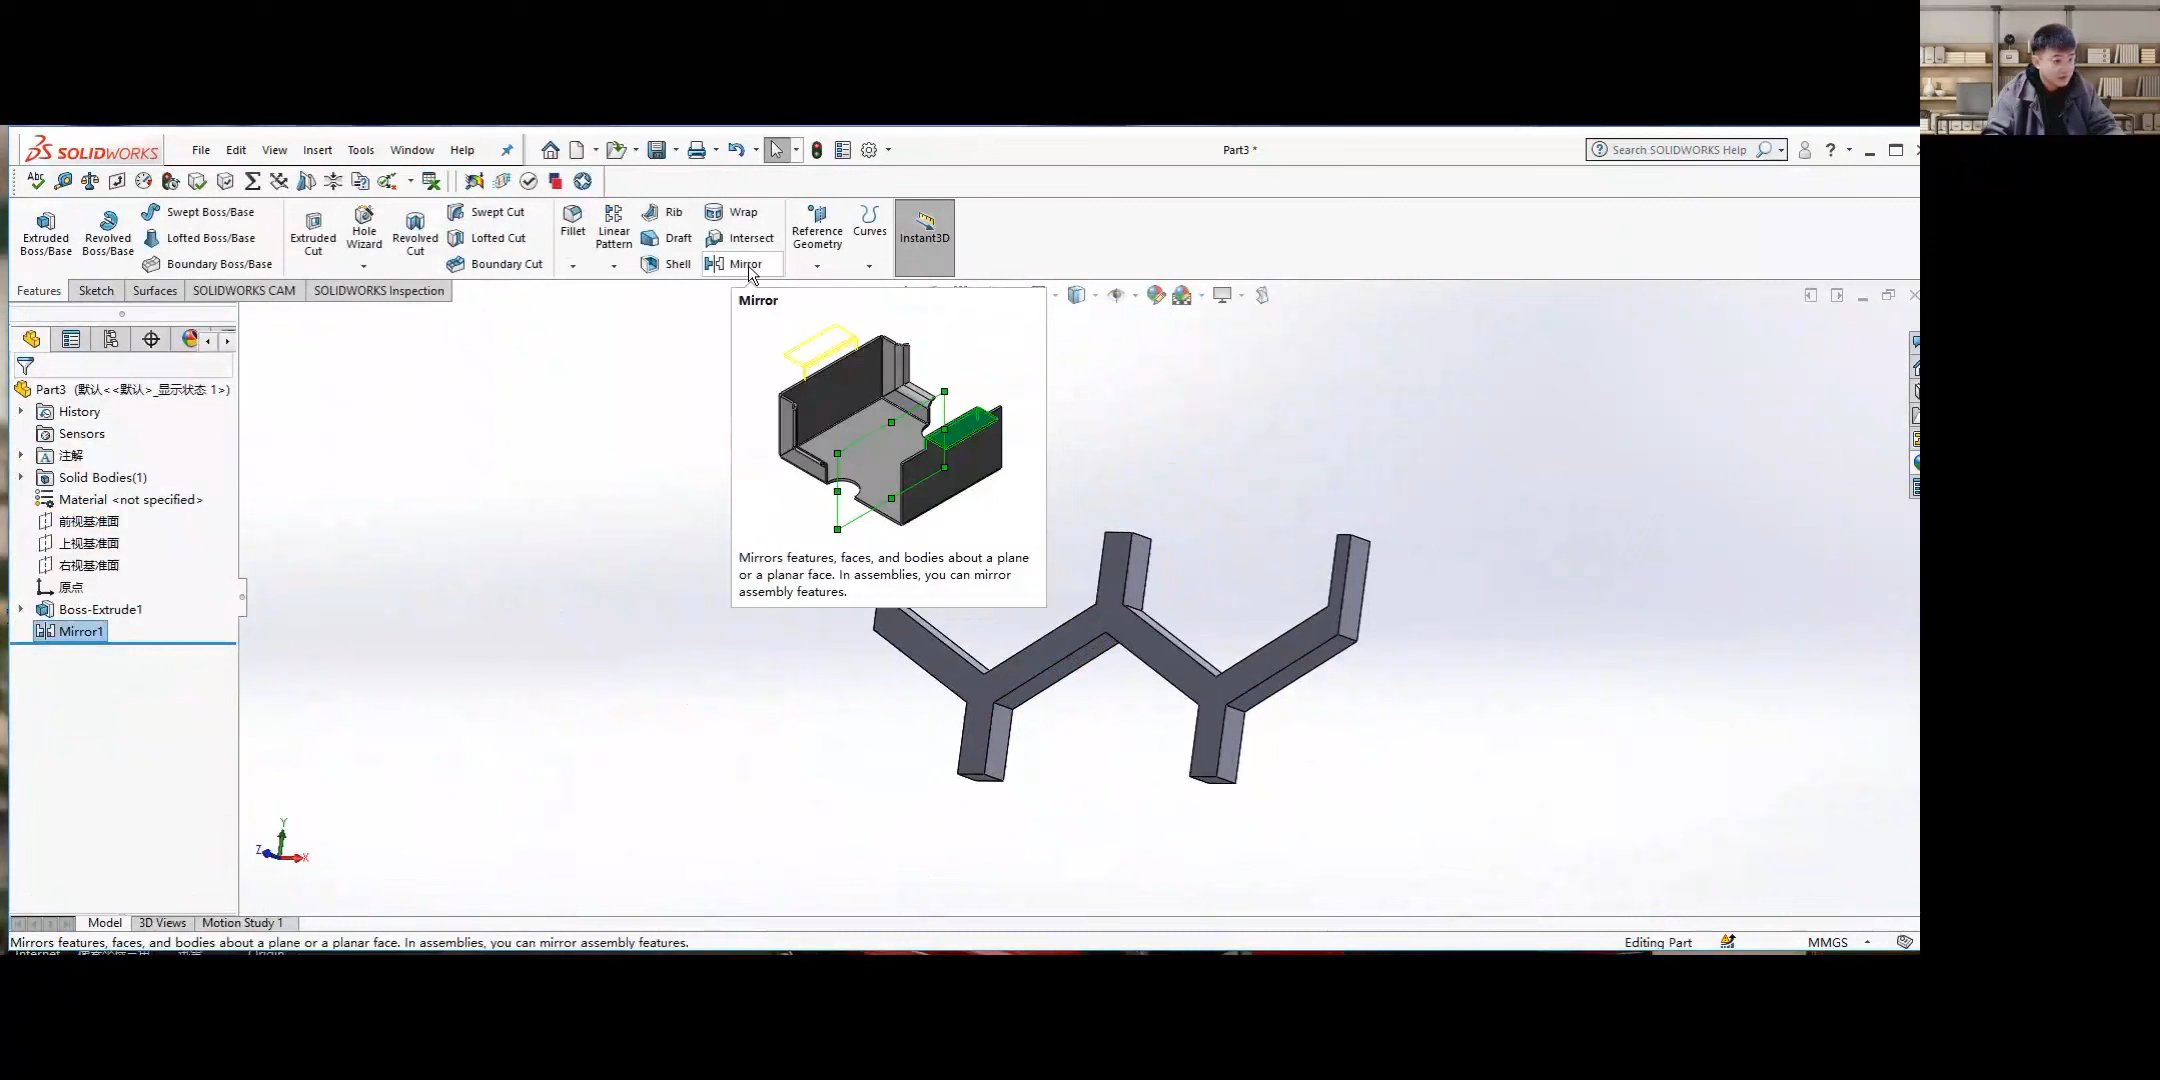 SOLIDWORKS File Edit View Insert Tools Window Help Part3 * Search SOLIDWORKS Help ?
Abc
Extruded Boss/Base
Revolved Boss/Base
Swept Boss/Base
Lofted Boss/Base
Boundary Boss/Base
Extruded Cut
Hole Wizard
Revolved Cut
Swept Cut
Lofted Cut
Boundary Cut
Fillet
Linear Pattern
Rib
Draft
Shell
Wrap
Intersect
Mirror
Reference Geometry
Curves
Instant3D
Features Sketch Surfaces SOLIDWORKS CAM SOLIDWORKS Inspection
Mirror
Mirrors features, faces, and bodies about a plane
or a planar face. In assemblies, you can mirror
assembly features.
Part3 (默认<<默认>_显示状态 1>)
History
Sensors
注解
Solid Bodies(1)
Material <not specified>
前视基准面
上视基准面
右视基准面
原点
Boss-Extrude1
Mirror1
Y
Z
X
Model 3D Views Motion Study 1
Mirrors features, faces, and bodies about a plane or a planar face. In assemblies, you can mirror assembly features. Editing Part MMGS